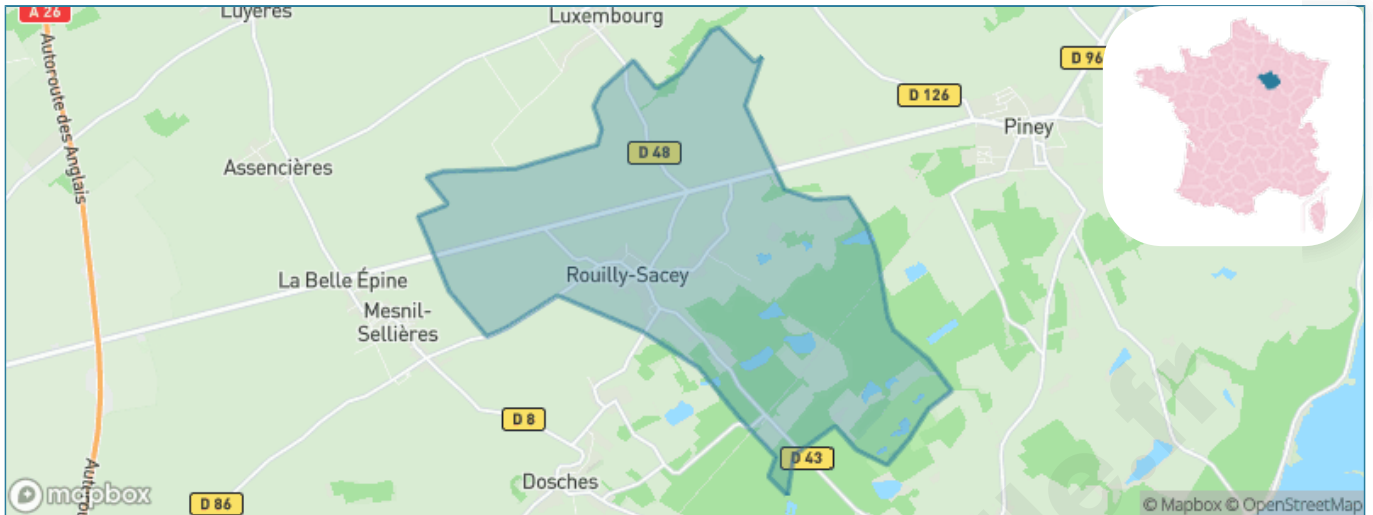 A 26
Luyères
Luxembourg
D 96
D 126
Piney
Autoroute des Anglais
D 48
Assencières
Rouilly-Sacey
La Belle Épine
Mesnil-
Sellières
D 8
D 43
Dosches
D 86
mapbox
© Mapbox © OpenStreetMap